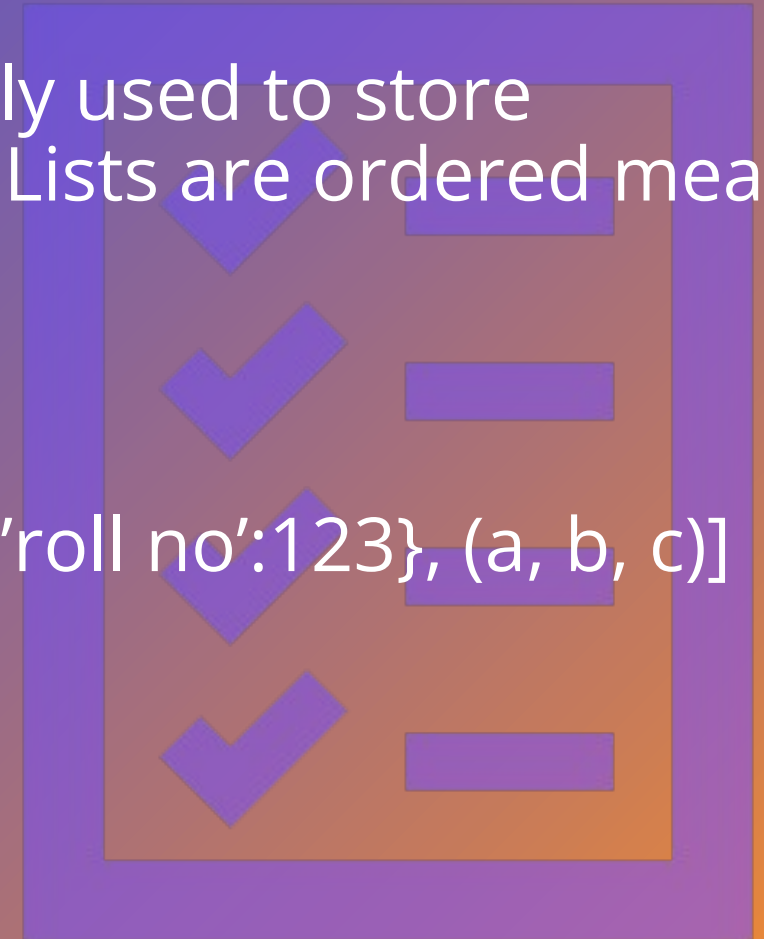 ly used to store
Lists are ordered mea
’roll no’:123}, (a, b, c)]